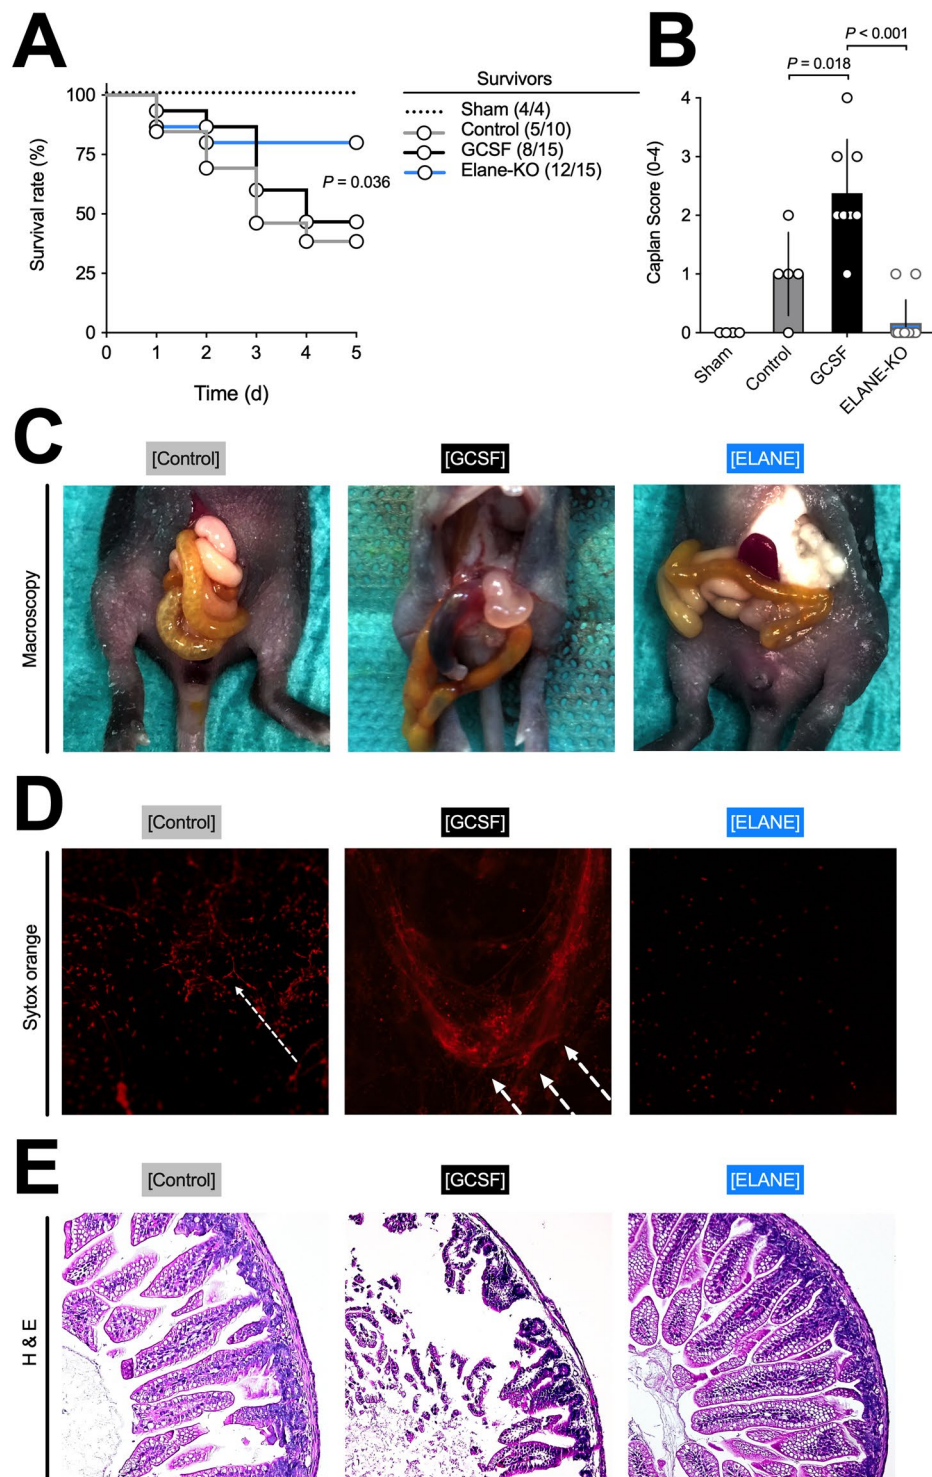 A
B
Survival rate (%)
100
75
50
25
0
0 1 2 3 4 5
Time (d)
P = 0.036
Survivors
Sham (4/4)
Control (5/10)
GCSF (8/15)
Elane-KO (12/15)
P < 0.001
P = 0.018
Caplan Score (0-4)
4
3
2
1
0
Sham
Control
GCSF
ELANE-KO
C
[Control] [GCSF] [ELANE]
Macroscopy
D
[Control] [GCSF] [ELANE]
Sytox orange
E
[Control] [GCSF] [ELANE]
H & E